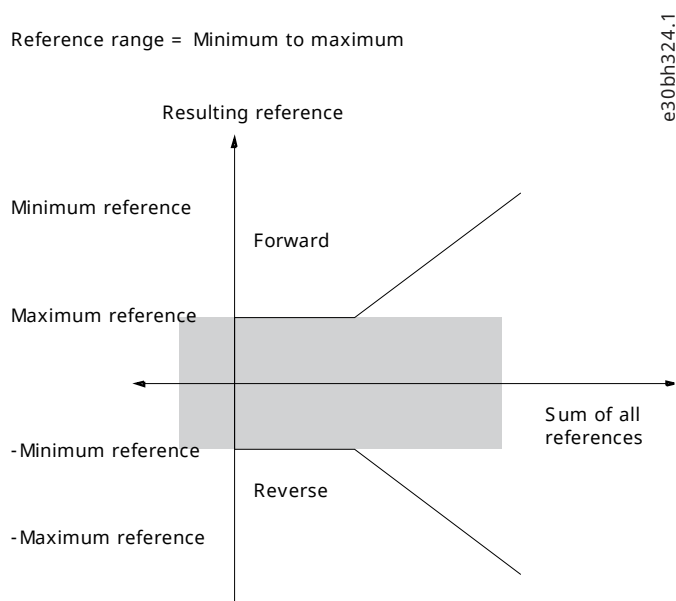 Reference range = Minimum to maximum
e30bh324.1
Resulting reference
Minimum reference
Forward
Maximum reference
Sum of all
references
-Minimum reference
Reverse
-Maximum reference